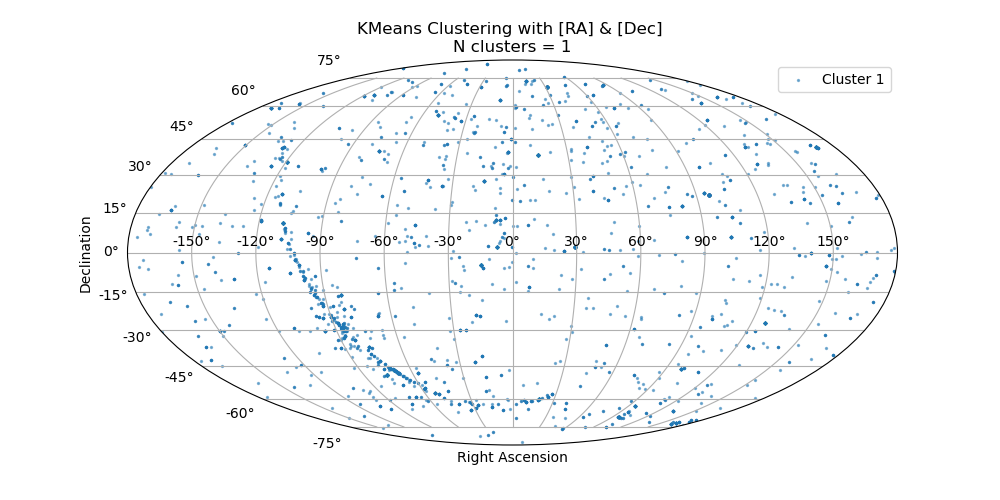 KMeans Clustering with [RA] & [Dec]
N clusters = 1
75°
60°
45°
30°
15°
0°
-15°
-30°
-45°
-60°
-75°
-150° -120° -90° -60° -30° 0° 30° 60° 90° 120° 150°
Cluster 1
Declination
Right Ascension